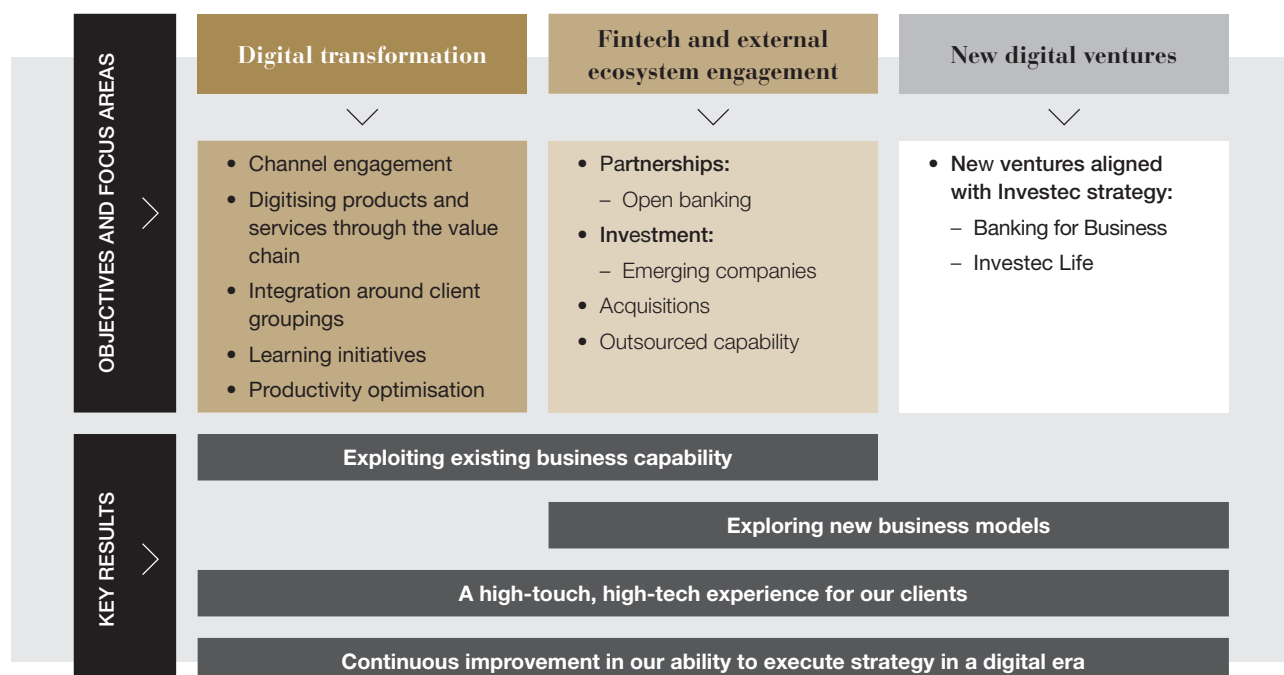 OBJECTIVES AND FOCUS AREAS
Digital transformation
• Channel engagement
• Digitising products and
services through the value
chain
• Integration around client
groupings
• Learning initiatives
• Productivity optimisation
Fintech and external
ecosystem engagement
• Partnerships:
– Open banking
• Investment:
– Emerging companies
• Acquisitions
• Outsourced capability
New digital ventures
• New ventures aligned
with Investec strategy:
– Banking for Business
– Investec Life
KEY RESULTS
Exploiting existing business capability
Exploring new business models
A high-touch, high-tech experience for our clients
Continuous improvement in our ability to execute strategy in a digital era